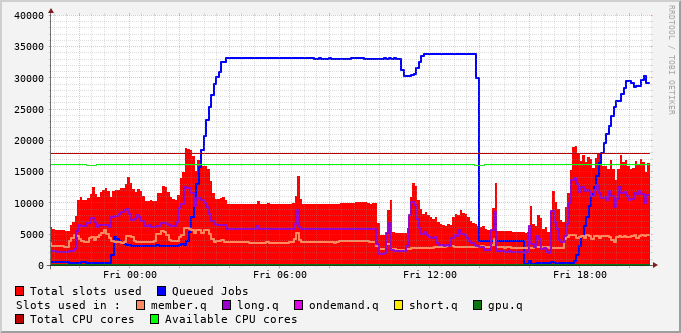 40000
35000
30000
25000
20000
15000
10000
5000
0
Fri 00:00 Fri 06:00 Fri 12:00 Fri 18:00
RRDTOOL / TOBI OETIKER
Total slots used Queued Jobs
Slots used in : member.q long.q ondemand.q short.q gpu.q
Total CPU cores Available CPU cores